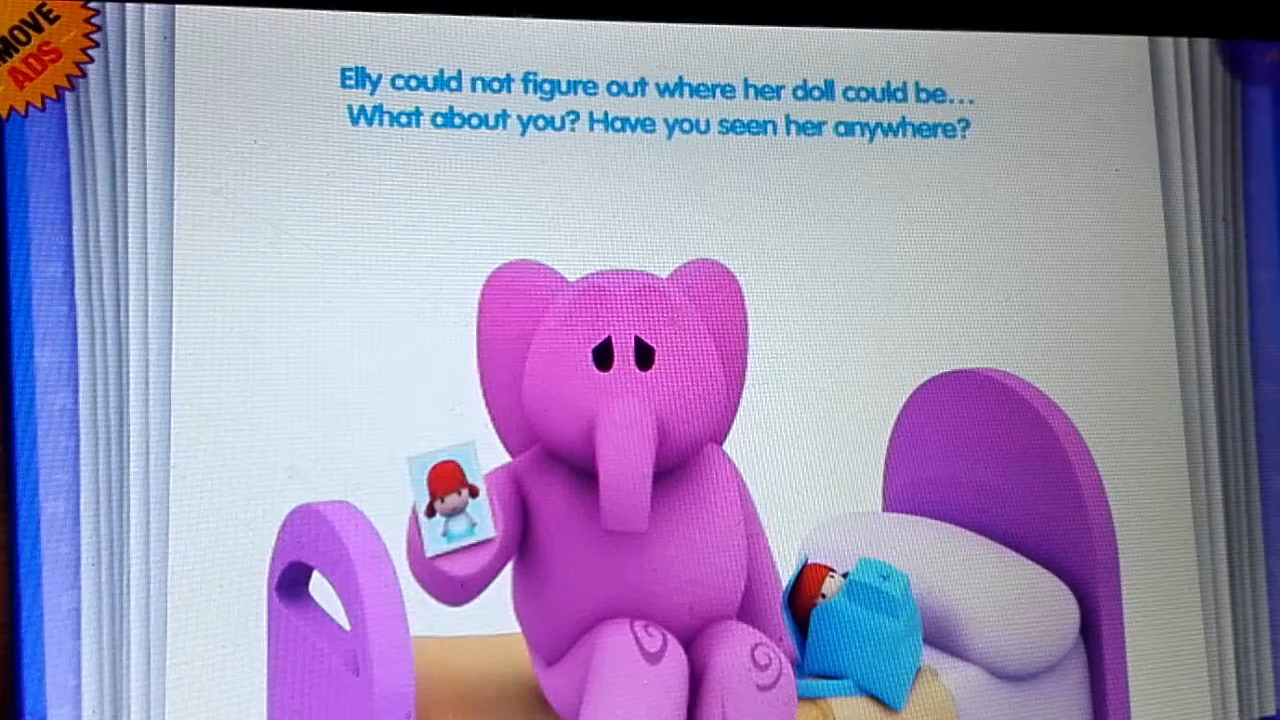 MOVE
ADS
Elly could not figure out where her doll could be...
What about you? Have you seen her anywhere?